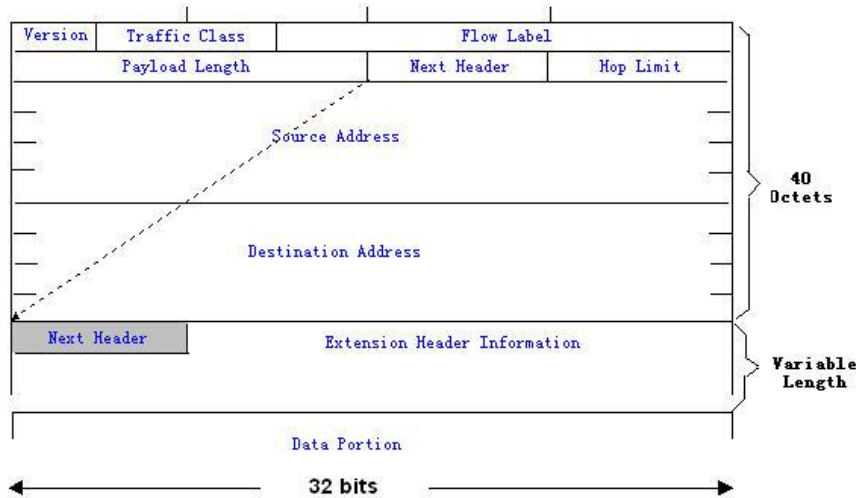 Version Traffic Class Flow Label
Payload Length Next Header Hop Limit
Source Address
40
Octets
Destination Address
Next Header Extension Header Information
Variable
Length
Data Portion
32 bits